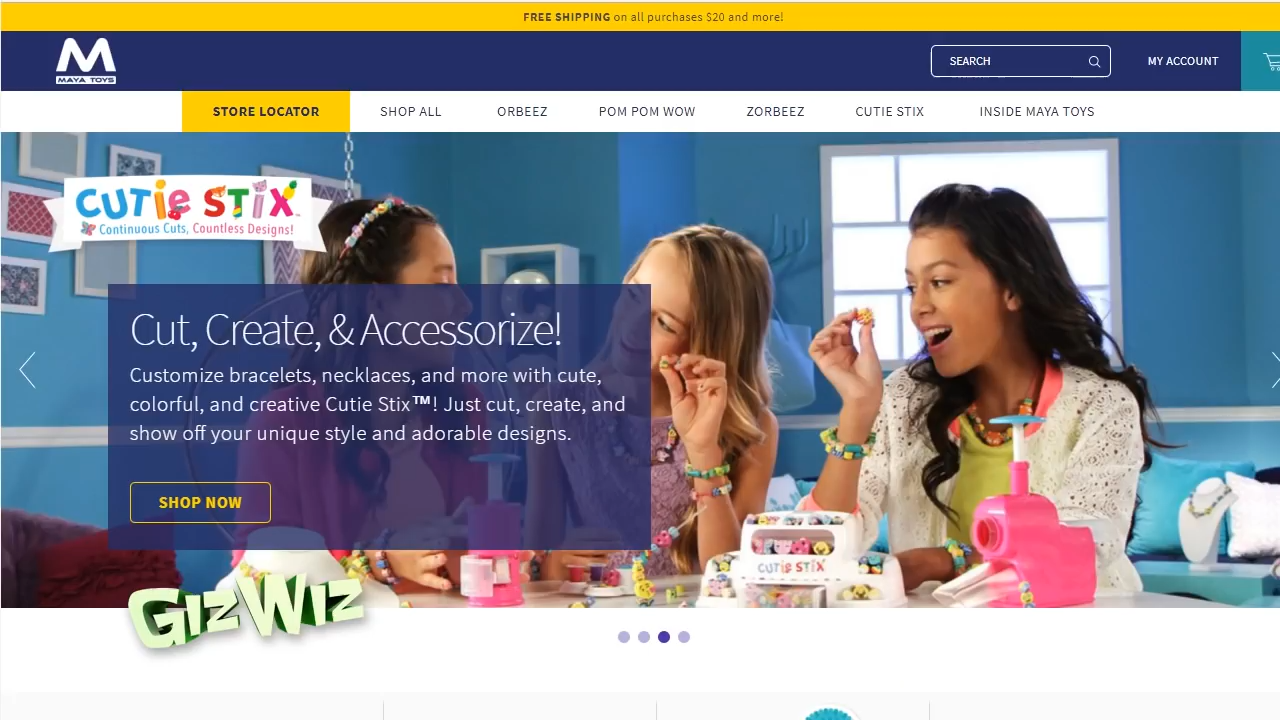 FREE SHIPPING on all purchases $20 and more!
MAYA TOYS
SEARCH
MY ACCOUNT
STORE LOCATOR
SHOP ALL
ORBEEZ
POM POM WOW
ZORBEEZ
CUTIE STIX
INSIDE MAYA TOYS
CUTiE STiX™
Continuous Cuts, Countless Designs!
Cut, Create, & Accessorize!
Customize bracelets, necklaces, and more with cute,
colorful, and creative Cutie Stix™! Just cut, create, and
show off your unique style and adorable designs.
SHOP NOW
CUTiE STiX
GIZWIZ